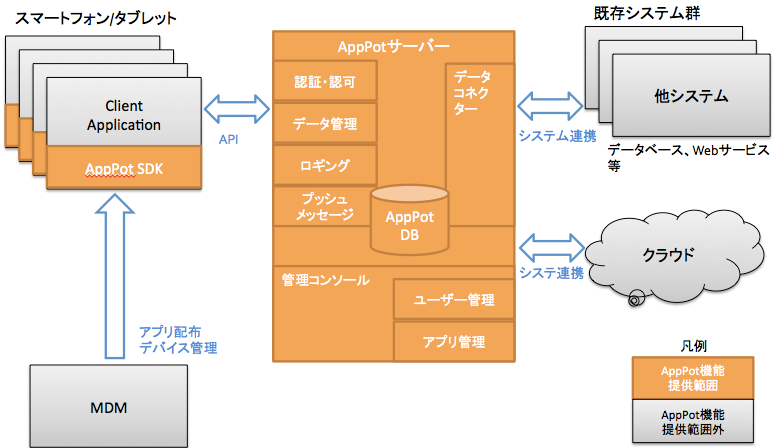 スマートフォン/タブレット
Client
Application
AppPot SDK
API
アプリ配布
デバイス管理
MDM
AppPotサーバー
認証・認可
データ管理
ロギング
プッシュ
メッセージ
データ
コネク
ター
AppPot
DB
管理コンソール
ユーザー管理
アプリ管理
既存システム群
他システム
システム連携
データベース、Webサービス
等
クラウド
システ連携
凡例
AppPot機能
提供範囲
AppPot機能
提供範囲外